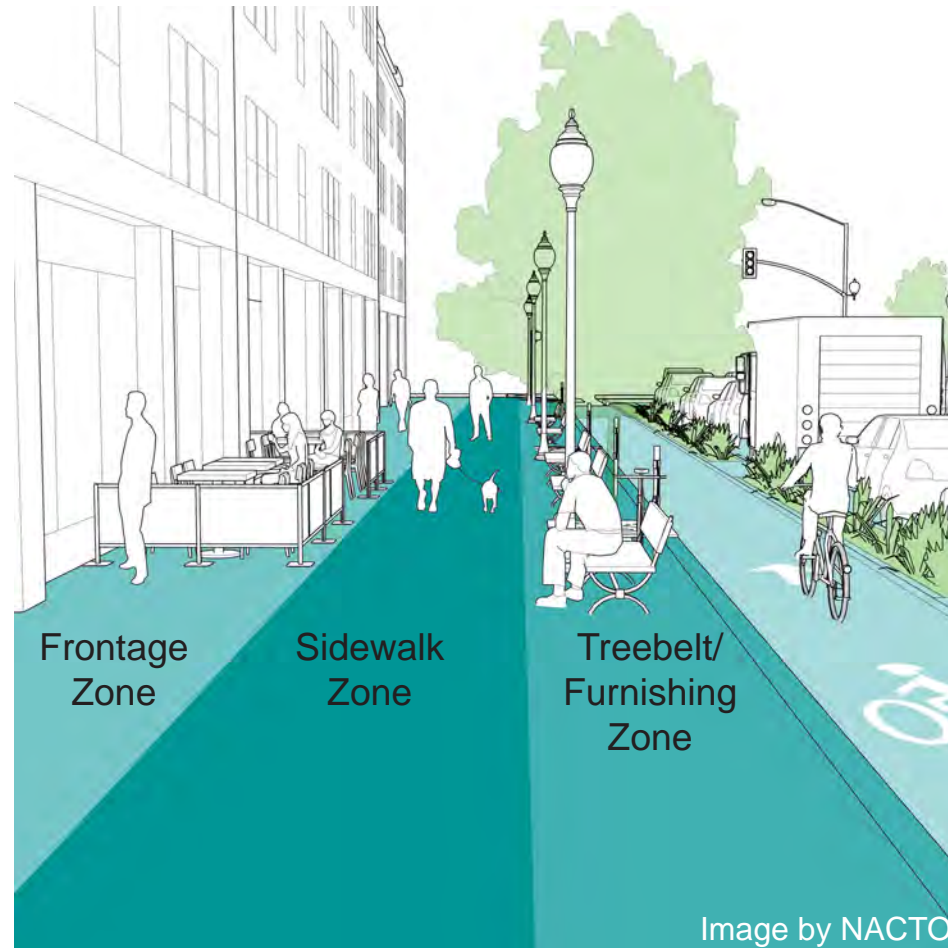 Frontage
Zone
Sidewalk
Zone
Treebelt/
Furnishing
Zone
Image by NACTO